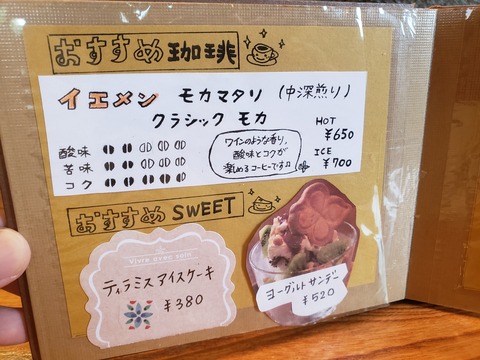 おすすめ珈琲
イエメン モカマタリ (中深煎り)
クラシック モカ
HOT
¥650
ICE
¥700
酸味
苦味
コク
ワインのような香り、
酸味とコクが
楽しめるコーヒーです♫
おすすめ SWEET
Vivre avec soin
ティラミスアイスケーキ
¥380
ヨーグルトサンデー
¥520